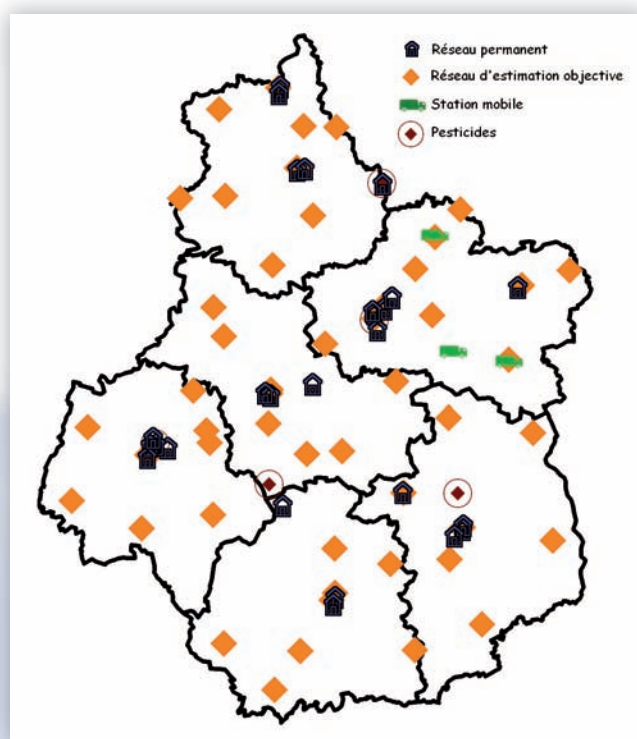 Réseau permanent
Réseau d'estimation objective
Station mobile
Pesticides